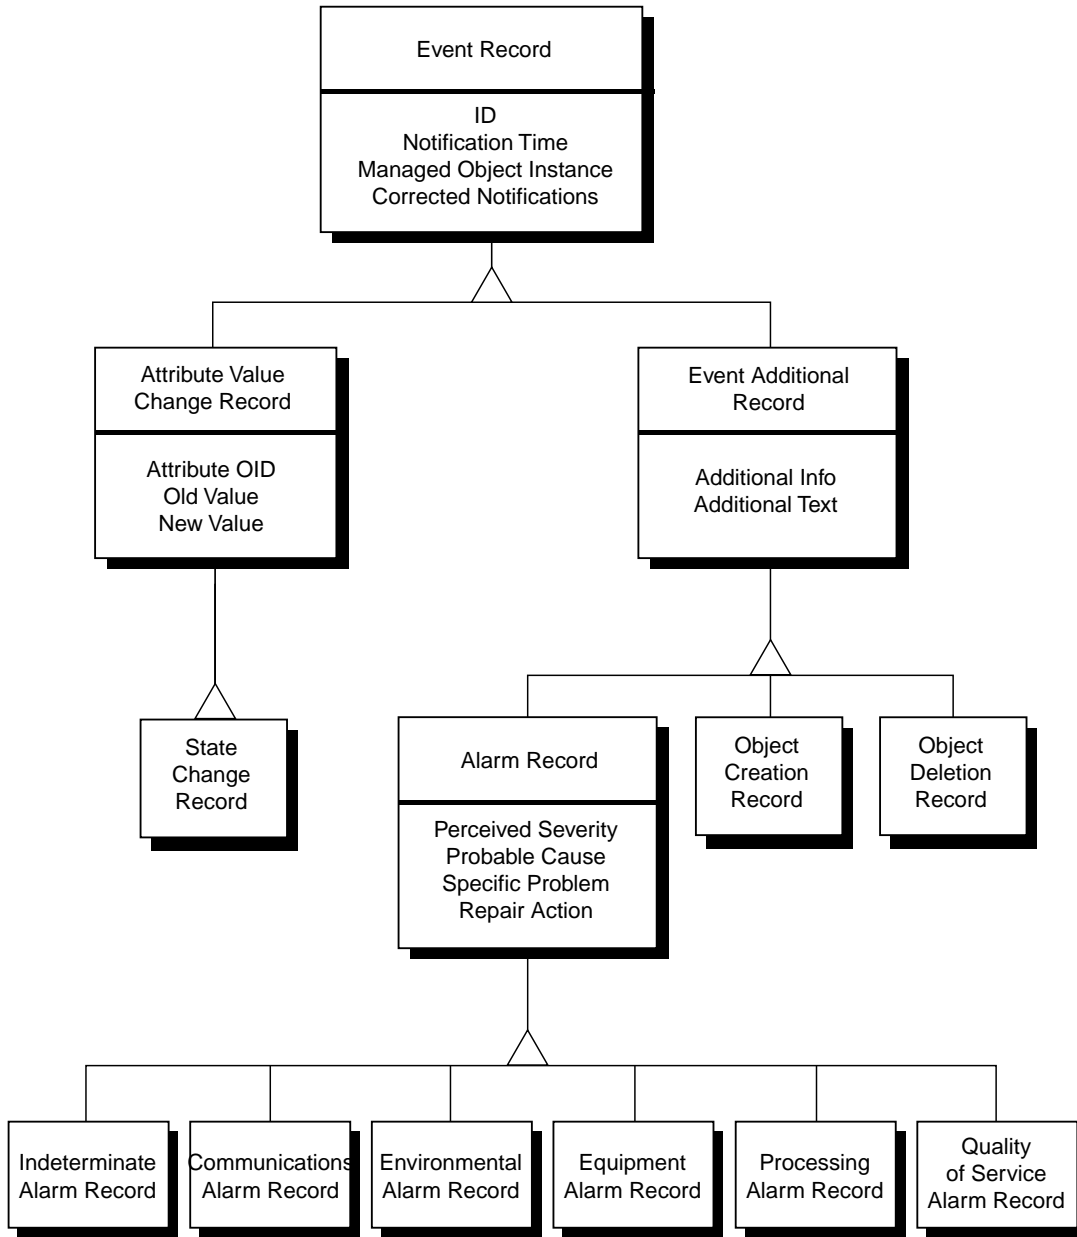 Event Record
ID
Notification Time
Managed Object Instance
Corrected Notifications
Attribute Value
Change Record
Attribute OID
Old Value
New Value
Event Additional
Record
Additional Info
Additional Text
State
Change
Record
Alarm Record
Perceived Severity
Probable Cause
Specific Problem
Repair Action
Object
Creation
Record
Object
Deletion
Record
Indeterminate
Alarm Record
Communications
Alarm Record
Environmental
Alarm Record
Equipment
Alarm Record
Processing
Alarm Record
Quality
of Service
Alarm Record